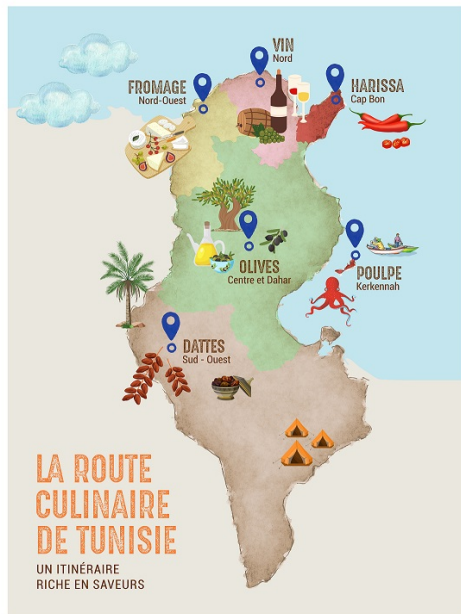 VIN
Nord
FROMAGE
Nord-Ouest
HARISSA
Cap Bon
OLIVES
Centre et Dahar
POULPE
Kerkennah
DATTES
Sud - Ouest
LA ROUTE
CULINAIRE
DE TUNISIE
UN ITINÉRAIRE
RICHE EN SAVEURS